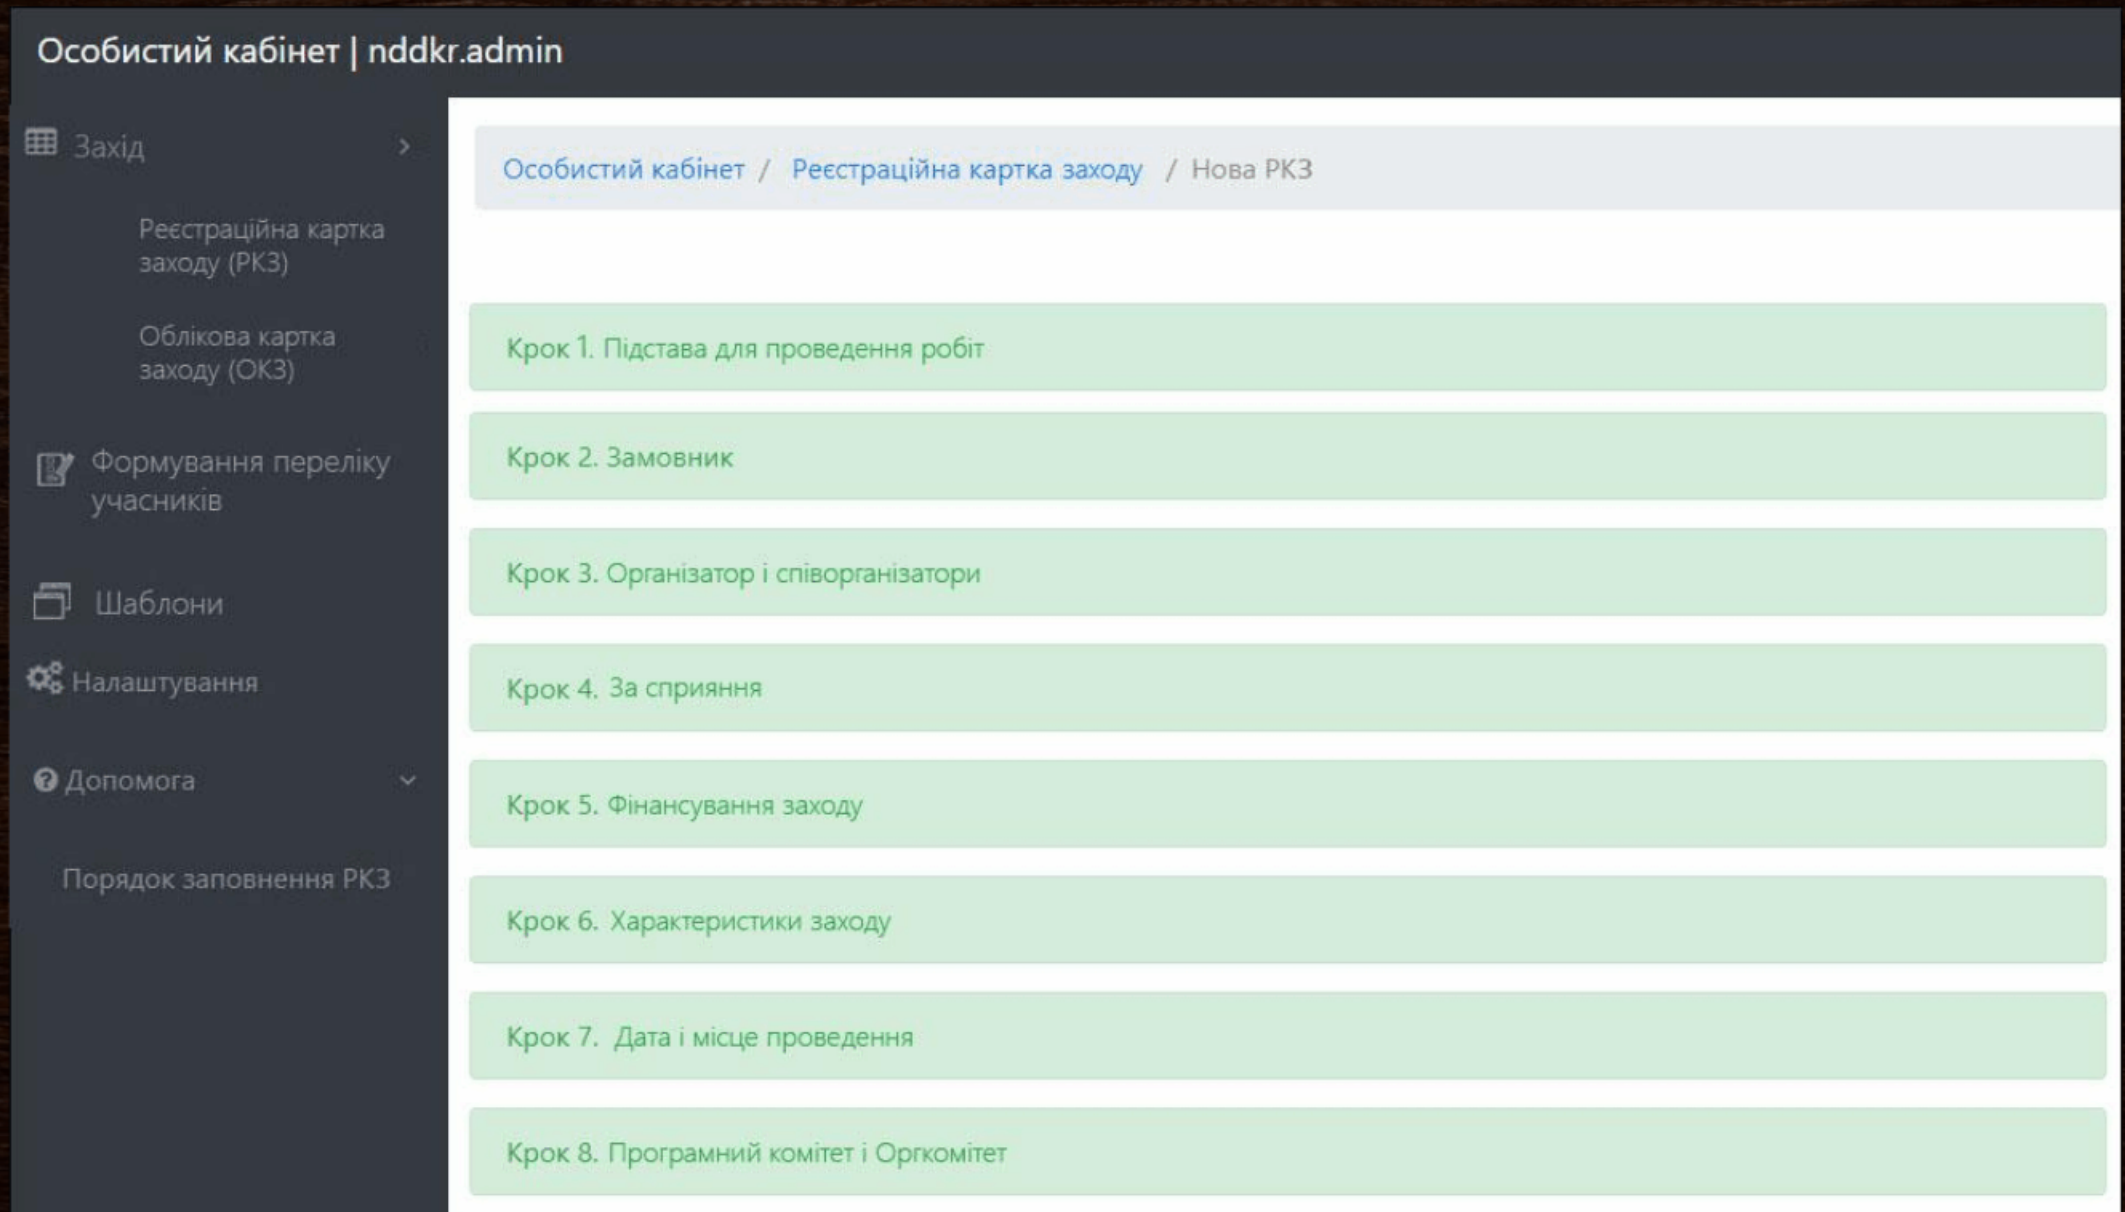 Особистий кабінет | nddkr.admin
Захід
Реєстраційна картка
заходу (РКЗ)
Облікова картка
заходу (ОКЗ)
Формування переліку
учасників
Шаблони
Налаштування
Допомога
Порядок заповнення РКЗ
Особистий кабінет / Реєстраційна картка заходу / Нова РКЗ
Крок 1. Підстава для проведення робіт
Крок 2. Замовник
Крок 3. Організатор і співорганізатори
Крок 4. За сприяння
Крок 5. Фінансування заходу
Крок 6. Характеристики заходу
Крок 7. Дата і місце проведення
Крок 8. Програмний комітет і Оргкомітет